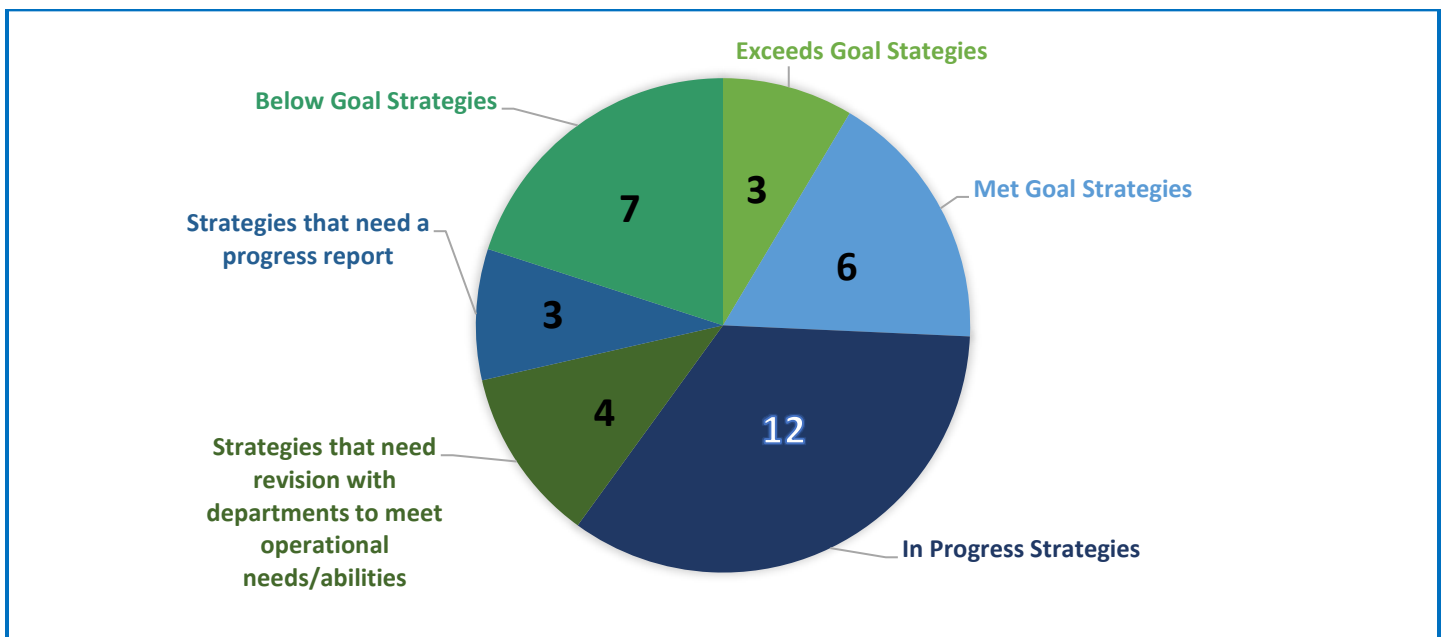 Exceeds Goal Stategies
Below Goal Strategies
Met Goal Strategies
3
7
6
Strategies that need a
progress report
3
4
12
Strategies that need
revision with
departments to meet
operational
needs/abilities
In Progress Strategies